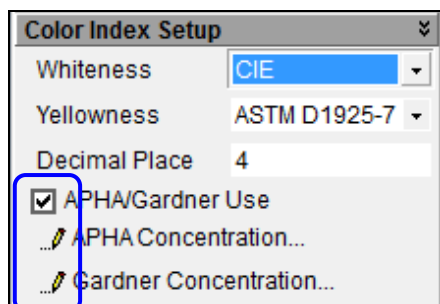 Color Index Setup
Whiteness CIE
Yellowness ASTM D1925-7
Decimal Place 4
APHA/Gardner Use
...APHA Concentration...
...Gardner Concentration...